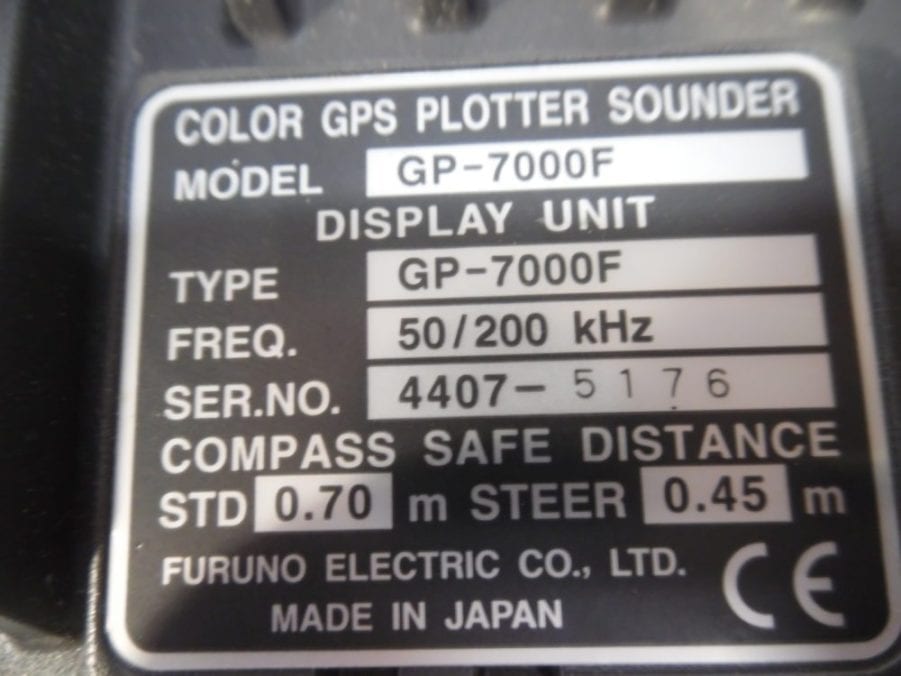 COLOR GPS PLOTTER SOUNDER
MODEL GP-7000F
DISPLAY UNIT
TYPE GP-7000F
FREQ. 50/200 kHz
SER.NO. 4407-5176
COMPASS SAFE DISTANCE
STD 0.70 m STEER 0.45 m
FURUNO ELECTRIC CO., LTD.
MADE IN JAPAN CE